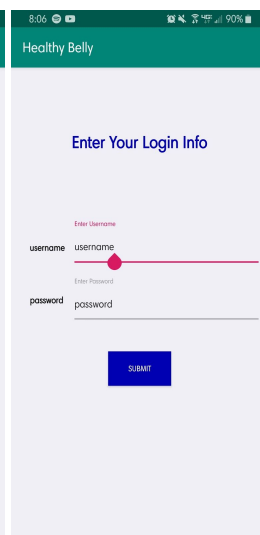 8:06 90%
Healthy Belly
Enter Your Login Info
Enter Username
username username
Enter Password
password password
SUBMIT